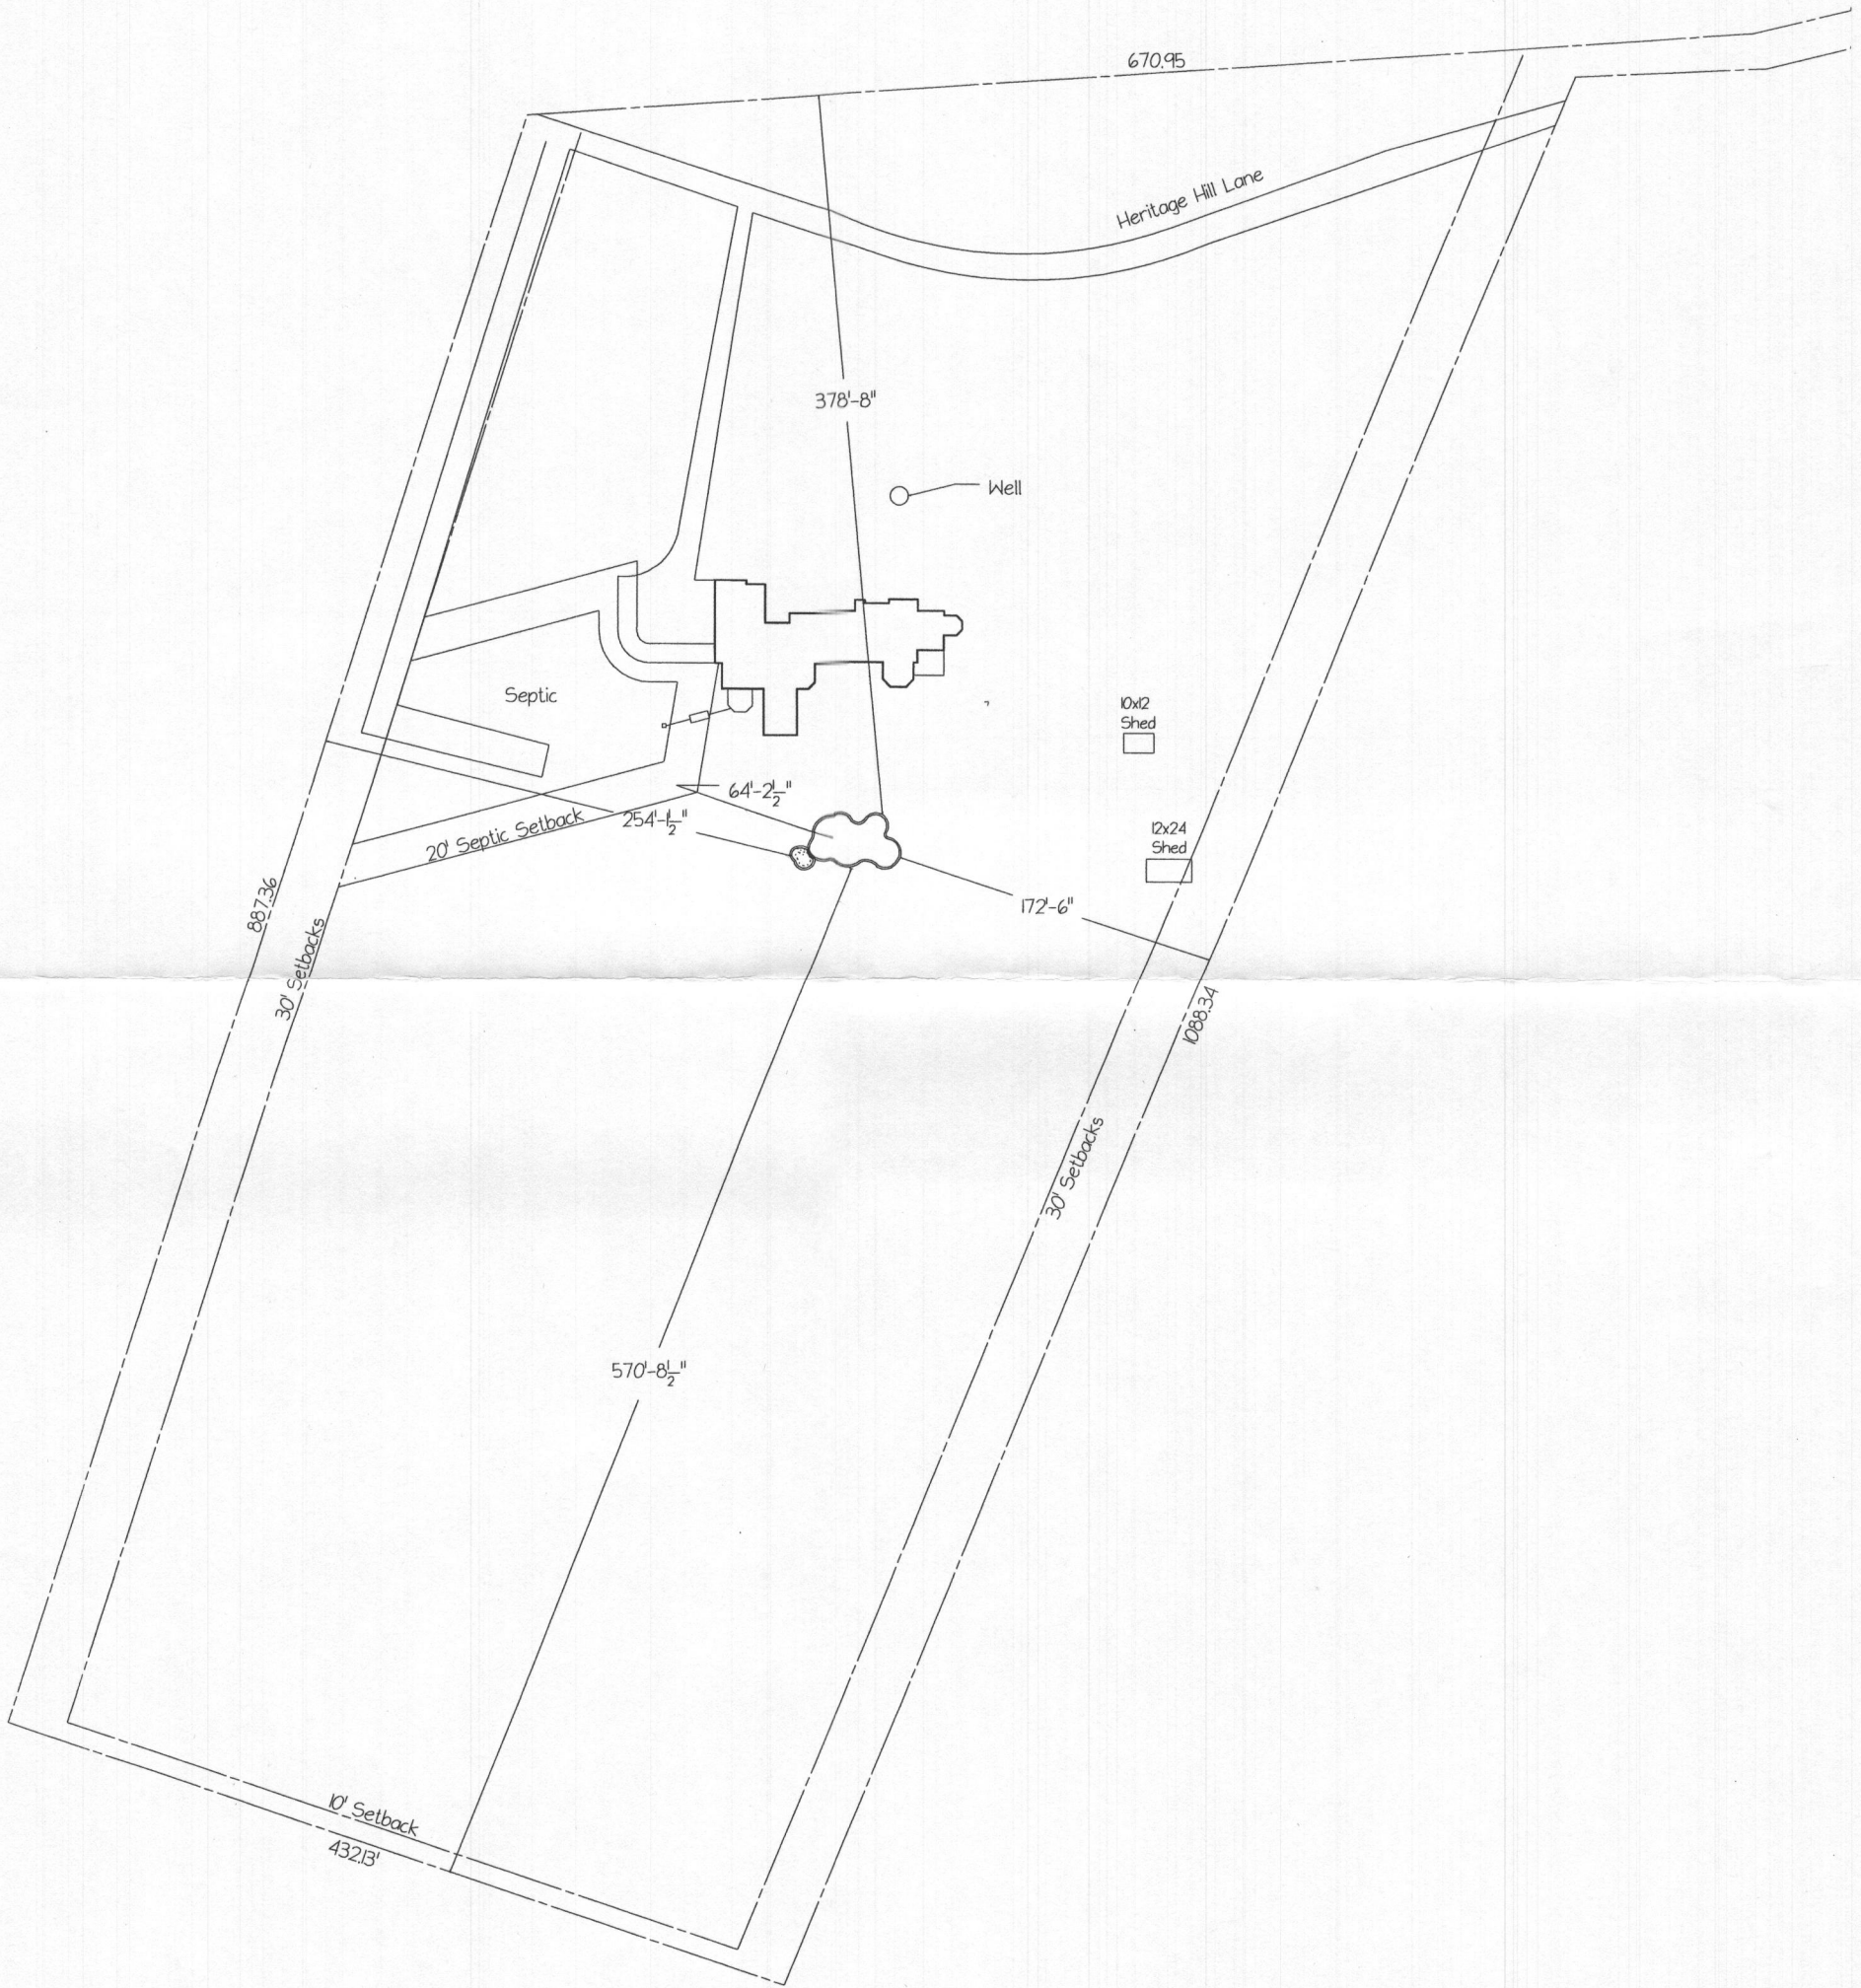 670.95
Heritage Hill Lane
378'-8"
Well
Septic
10x12
Shed
64'-2½"
254'-1½"
20' Septic Setback
12x24
Shed
172'-6"
887.36
30' Setbacks
1088.34
30' Setbacks
570'-8½"
10' Setback
432.13'